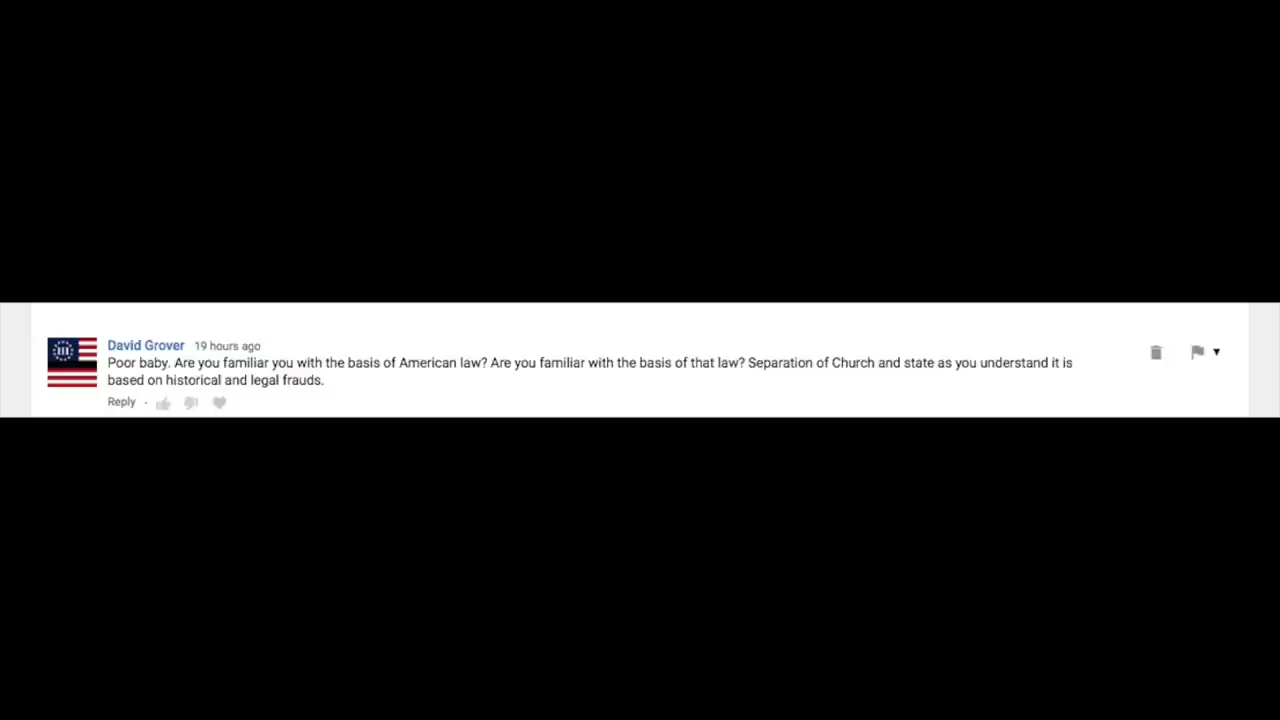 David Grover 19 hours ago
Poor baby. Are you familiar you with the basis of American law? Are you familiar with the basis of that law? Separation of Church and state as you understand it is
based on historical and legal frauds.
Reply